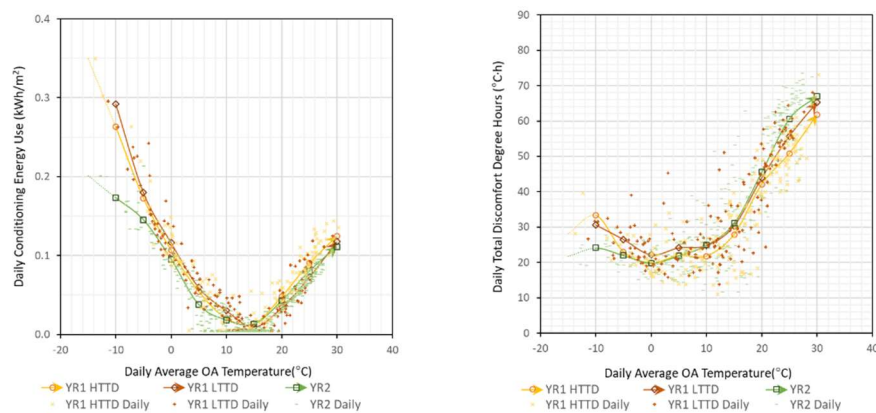 Daily Conditioning Energy Use (kWh/m²)
0.4
0.3
0.2
0.1
0.0
-20
-10
0
10
20
30
40
Daily Average OA Temperature(°C)
YR1 HTTD
YR1 LTTD
YR2
YR1 HTTD Daily
YR1 LTTD Daily
YR2 Daily
Daily Total Discomfort Degree Hours (°C·h)
90
80
70
60
50
40
30
20
10
0
-20
-10
0
10
20
30
40
Daily Average OA Temperature(°C)
YR1 HTTD
YR1 LTTD
YR2
YR1 HTTD Daily
YR1 LTTD Daily
YR2 Daily